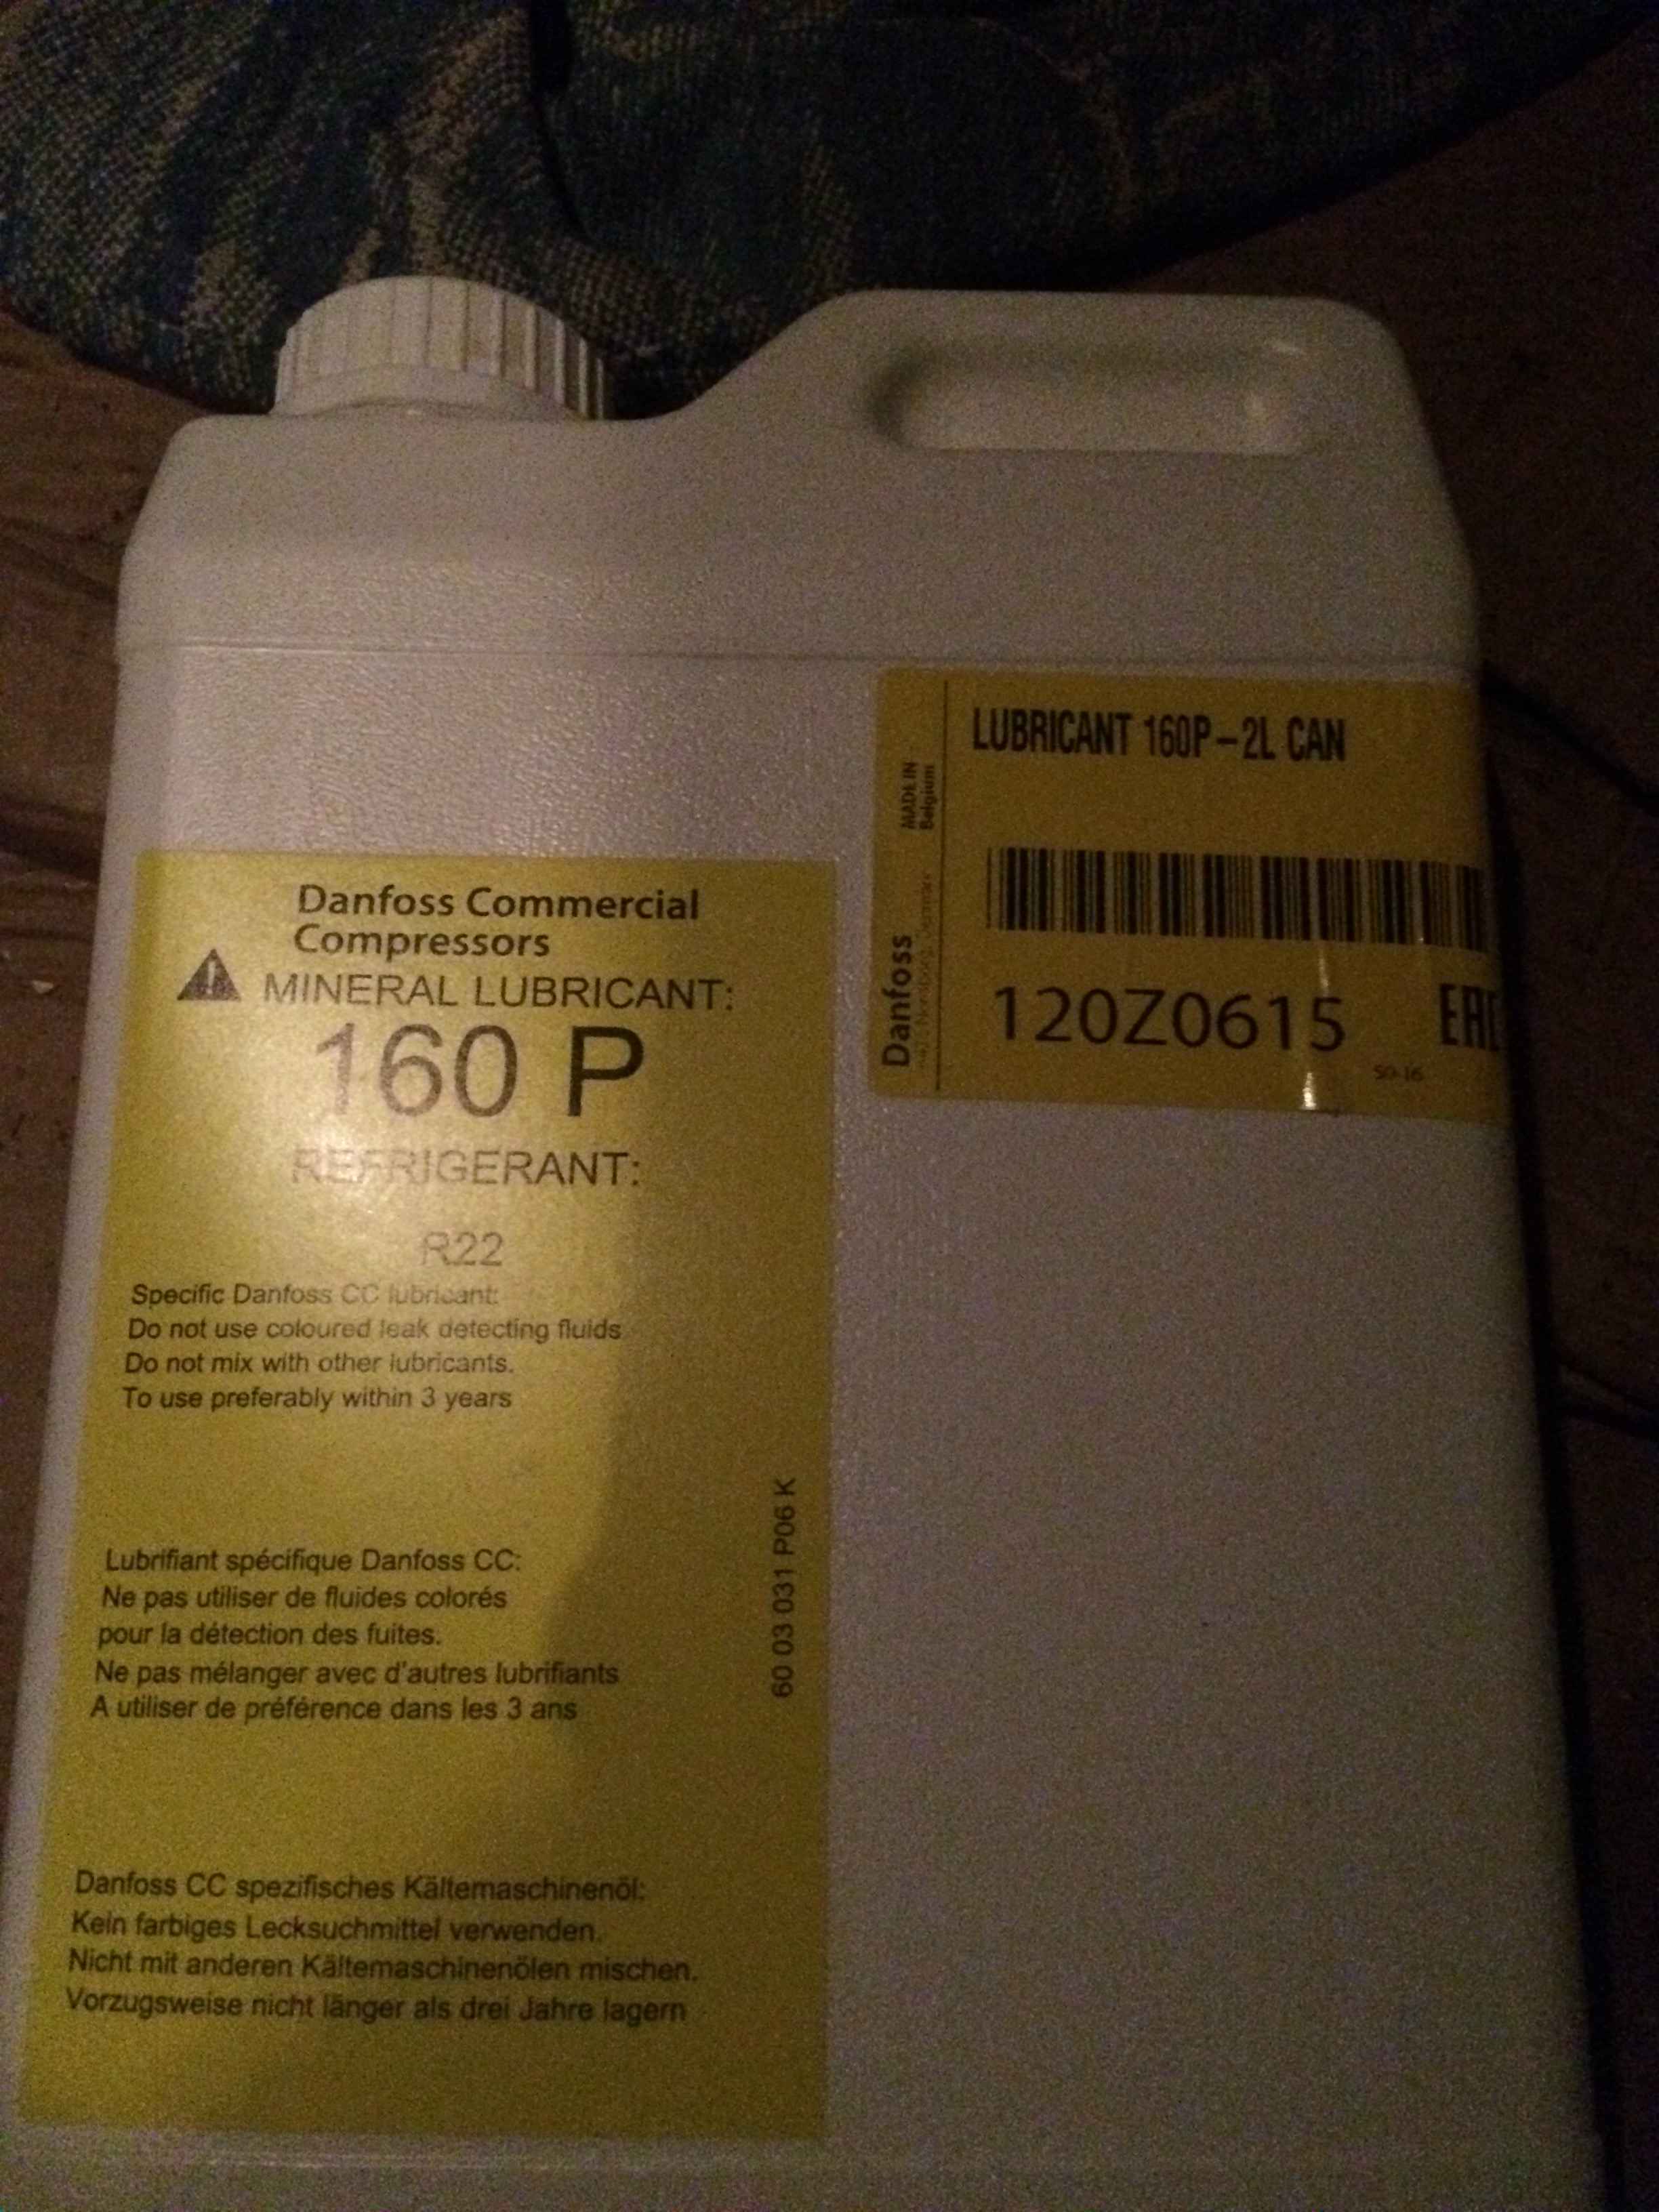 Danfoss Commercial
Compressors
MINERAL LUBRICANT:
160 P
REFRIGERANT:
R22
Specific Danfoss CC lubricant:
Do not use coloured leak detecting fluids
Do not mix with other lubricants.
To use preferably within 3 years
Lubrifiant spécifique Danfoss CC:
Ne pas utiliser de fluides colorés
pour la détection des fuites.
Ne pas mélanger avec d'autres lubrifiants
A utiliser de préférence dans les 3 ans
Danfoss CC spezifisches Kältemaschinenöl:
Kein farbiges Lecksuchmittel verwenden.
Nicht mit anderen Kältemaschinenölen mischen.
Vorzugsweise nicht länger als drei Jahre lagern
60 03 031 P06 K
LUBRICANT 160P-2L CAN
MADE IN
Belgium
Danfoss
120Z0615
EAC
50-16